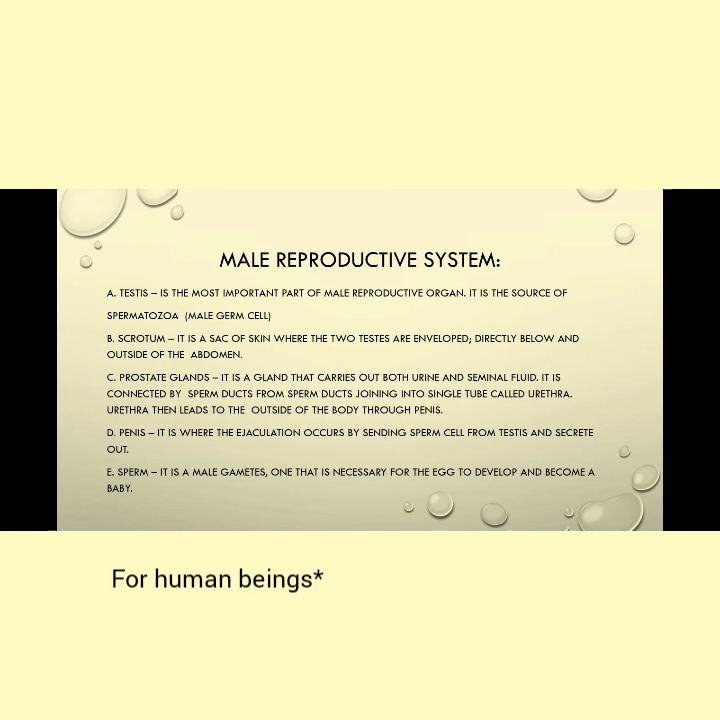 MALE REPRODUCTIVE SYSTEM:
A. TESTIS – IS THE MOST IMPORTANT PART OF MALE REPRODUCTIVE ORGAN. IT IS THE SOURCE OF
SPERMATOZOA (MALE GERM CELL)
B. SCROTUM – IT IS A SAC OF SKIN WHERE THE TWO TESTES ARE ENVELOPED; DIRECTLY BELOW AND
OUTSIDE OF THE ABDOMEN.
C. PROSTATE GLANDS – IT IS A GLAND THAT CARRIES OUT BOTH URINE AND SEMINAL FLUID. IT IS
CONNECTED BY SPERM DUCTS FROM SPERM DUCTS JOINING INTO SINGLE TUBE CALLED URETHRA.
URETHRA THEN LEADS TO THE OUTSIDE OF THE BODY THROUGH PENIS.
D. PENIS – IT IS WHERE THE EJACULATION OCCURS BY SENDING SPERM CELL FROM TESTIS AND SECRETE
OUT.
E. SPERM – IT IS A MALE GAMETES, ONE THAT IS NECESSARY FOR THE EGG TO DEVELOP AND BECOME A
BABY.
For human beings*